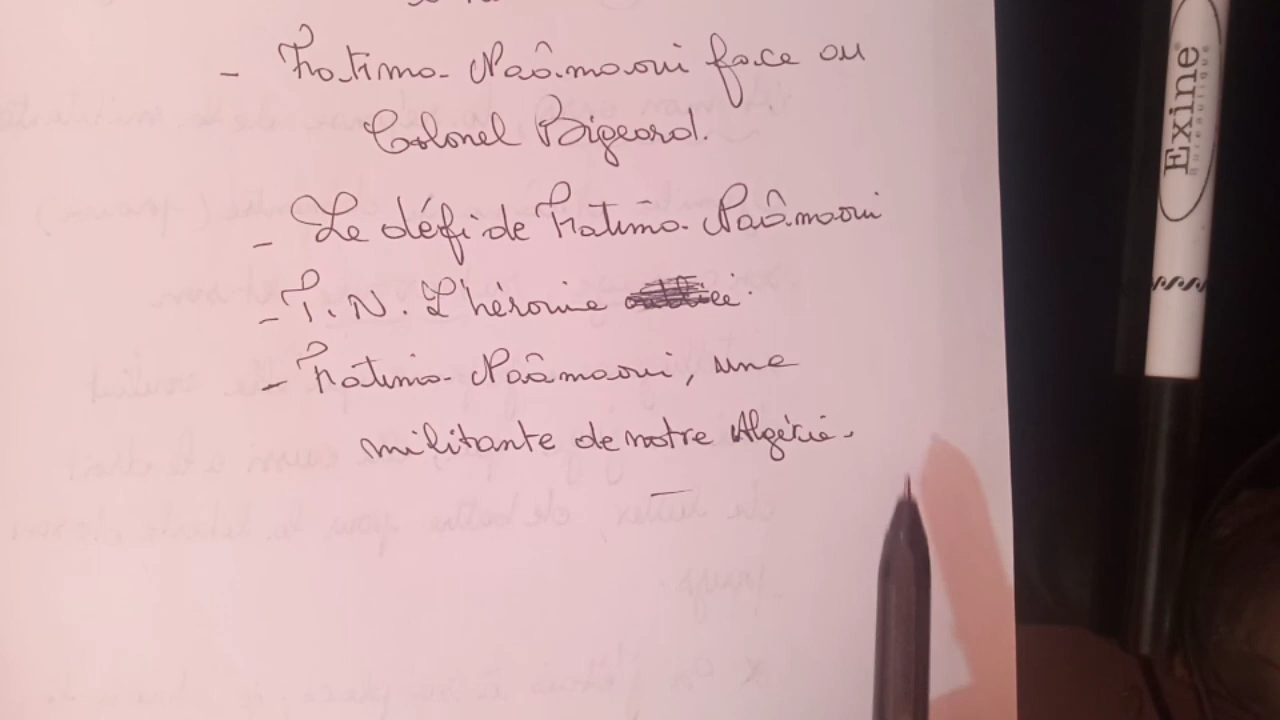 - Fatima Naâmaoui face au
Colonel Bigeard.
- Le défi de Fatima Naâmaoui
- F.N. L'héroïne
- Fatima Naâmaoui, une
militante de notre Algérie.
Exine
Bureautique